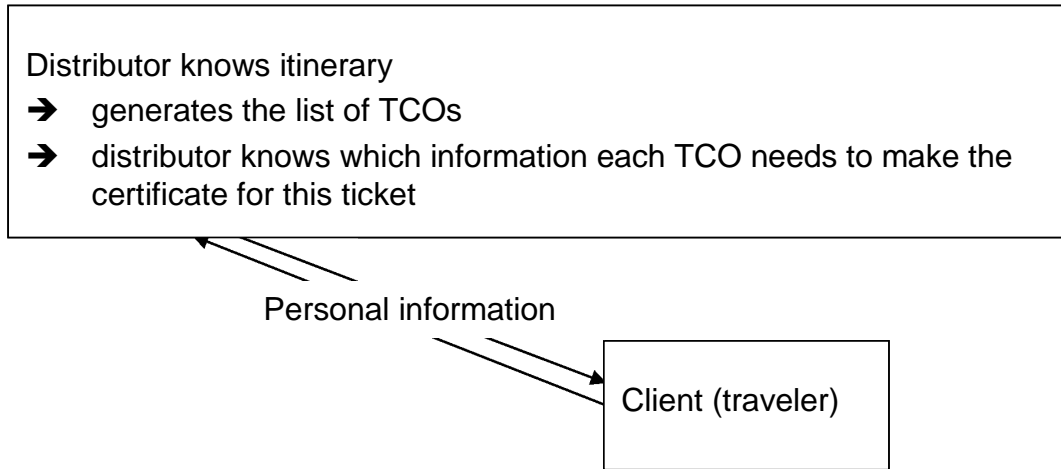 Distributor knows itinerary
➔ generates the list of TCOs
➔ distributor knows which information each TCO needs to make the
certificate for this ticket
Personal information
Client (traveler)